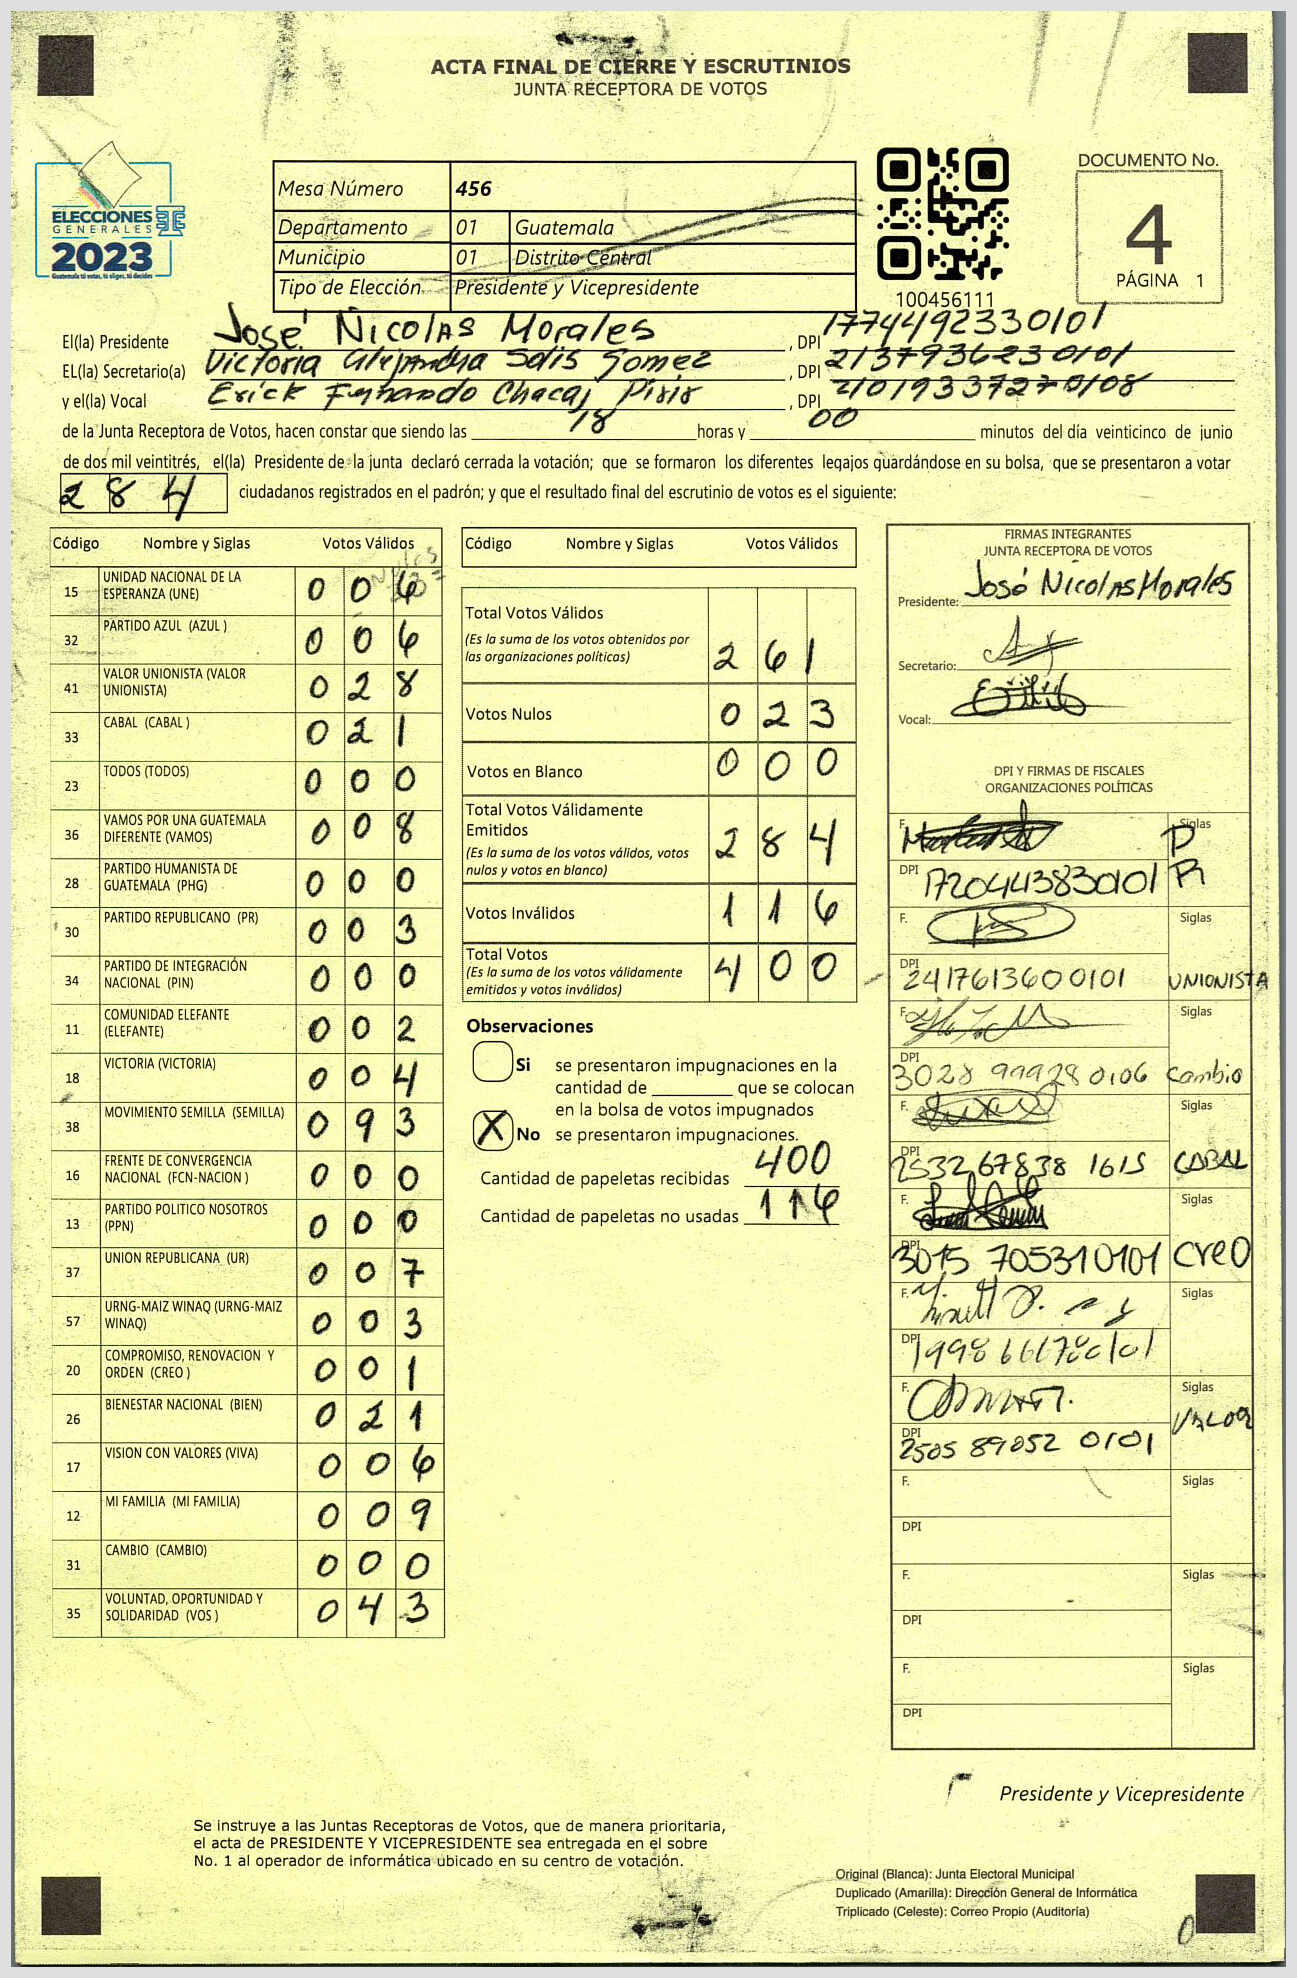 ACTA FINAL DE CIERRE Y ESCRUTINIOS
JUNTA RECEPTORA DE VOTOS
ELECCIONES
GENERALES
2023
Guatemala tú votas, tú eliges, tú decides
Mesa Número 456
Departamento 01 Guatemala
Municipio 01 Distrito Central
Tipo de Elección Presidente y Vicepresidente
100456111
DOCUMENTO No.
4
PÁGINA 1
El(la) Presidente José Nicolas Morales , DPI 1774492330101
EL(la) Secretario(a) Victoria Alejandra Solis Gomez , DPI 2137936230101
y el(la) Vocal Erick Fernando Chacaj Pixir , DPI 2101933727 0108
de la Junta Receptora de Votos, hacen constar que siendo las 18 horas y 00 minutos del día veinticinco de junio
de dos mil veintitrés, el(la) Presidente de la junta declaró cerrada la votación; que se formaron los diferentes legajos guardándose en su bolsa, que se presentaron a votar
284 ciudadanos registrados en el padrón; y que el resultado final del escrutinio de votos es el siguiente:
Código Nombre y Siglas Votos Válidos
15 UNIDAD NACIONAL DE LA ESPERANZA (UNE) 0 0 6
32 PARTIDO AZUL (AZUL ) 0 0 6
41 VALOR UNIONISTA (VALOR UNIONISTA) 0 2 8
33 CABAL (CABAL ) 0 2 1
23 TODOS (TODOS) 0 0 0
36 VAMOS POR UNA GUATEMALA DIFERENTE (VAMOS) 0 0 8
28 PARTIDO HUMANISTA DE GUATEMALA (PHG) 0 0 0
30 PARTIDO REPUBLICANO (PR) 0 0 3
34 PARTIDO DE INTEGRACIÓN NACIONAL (PIN) 0 0 0
11 COMUNIDAD ELEFANTE (ELEFANTE) 0 0 2
18 VICTORIA (VICTORIA) 0 0 4
38 MOVIMIENTO SEMILLA (SEMILLA) 0 9 3
16 FRENTE DE CONVERGENCIA NACIONAL (FCN-NACION ) 0 0 0
13 PARTIDO POLITICO NOSOTROS (PPN) 0 0 0
37 UNION REPUBLICANA (UR) 0 0 7
57 URNG-MAIZ WINAQ (URNG-MAIZ WINAQ) 0 0 3
20 COMPROMISO, RENOVACION Y ORDEN (CREO ) 0 0 1
26 BIENESTAR NACIONAL (BIEN) 0 2 1
17 VISION CON VALORES (VIVA) 0 0 6
12 MI FAMILIA (MI FAMILIA) 0 0 9
31 CAMBIO (CAMBIO) 0 0 0
35 VOLUNTAD, OPORTUNIDAD Y SOLIDARIDAD (VOS ) 0 4 3
Código Nombre y Siglas Votos Válidos
Total Votos Válidos
(Es la suma de los votos obtenidos por
las organizaciones políticas) 2 6 1
Votos Nulos 0 2 3
Votos en Blanco 0 0 0
Total Votos Válidamente
Emitidos
(Es la suma de los votos válidos, votos
nulos y votos en blanco) 2 8 4
Votos Inválidos 1 1 6
Total Votos
(Es la suma de los votos válidamente
emitidos y votos inválidos) 4 0 0
Observaciones
Si se presentaron impugnaciones en la
cantidad de que se colocan
en la bolsa de votos impugnados
X No se presentaron impugnaciones.
Cantidad de papeletas recibidas 400
Cantidad de papeletas no usadas 116
FIRMAS INTEGRANTES
JUNTA RECEPTORA DE VOTOS
Presidente: José Nicolas Morales
Secretario:
Vocal:
DPI Y FIRMAS DE FISCALES
ORGANIZACIONES POLÍTICAS
F. Siglas PR
DPI 1720443830101
F. Siglas UNIONISTA
DPI 2417613600101
F. Siglas Cambio
DPI 3028 999280106
F. Siglas CABAL
DPI 2532 67838 1615
F. Siglas CREO
DPI 3015 705310101
F. Siglas
DPI
F. Siglas VALOR
DPI 2505 89052 0101
F. Siglas
DPI
F. Siglas
DPI
F. Siglas
DPI
Presidente y Vicepresidente
Se instruye a las Juntas Receptoras de Votos, que de manera prioritaria,
el acta de PRESIDENTE Y VICEPRESIDENTE sea entregada en el sobre
No. 1 al operador de informática ubicado en su centro de votación.
Original (Blanca): Junta Electoral Municipal
Duplicado (Amarilla): Dirección General de Informática
Triplicado (Celeste): Correo Propio (Auditoría)